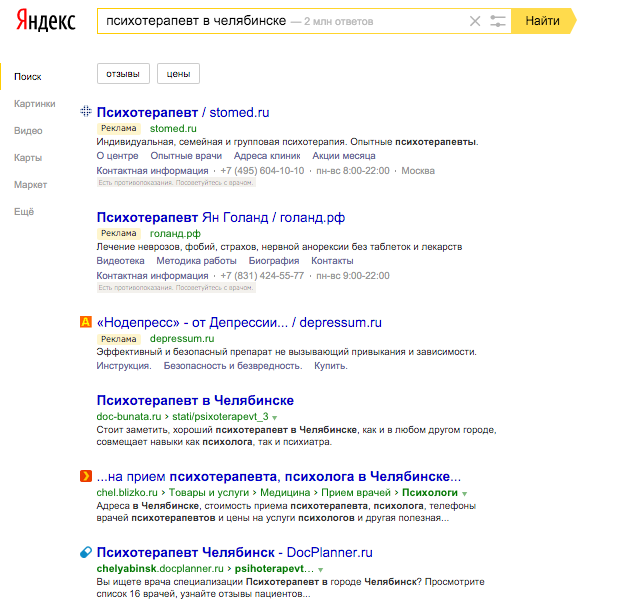 Яндекс
психотерапевт в челябинске — 2 млн ответов
Найти
Поиск
Картинки
Видео
Карты
Маркет
Ещё
отзывы
цены
Психотерапевт / stomed.ru
Реклама stomed.ru
Индивидуальная, семейная и групповая психотерапия. Опытные психотерапевты.
О центре Опытные врачи Адреса клиник Акции месяца
Контактная информация · +7 (495) 604-10-10 · пн-вс 8:00-22:00 · Москва
Есть противопоказания. Посоветуйтесь с врачом.
Психотерапевт Ян Голанд / голанд.рф
Реклама голанд.рф
Лечение неврозов, фобий, страхов, нервной анорексии без таблеток и лекарств
Видеотека Методика работы Биография Контакты
Контактная информация · +7 (831) 424-55-77 · пн-вс 9:00-22:00
Есть противопоказания. Посоветуйтесь с врачом.
«Нодепресс» - от Депрессии... / depressum.ru
Реклама depressum.ru
Эффективный и безопасный препарат не вызывающий привыкания и зависимости.
Инструкция. Безопасность и безвредность. Купить.
Психотерапевт в Челябинске
doc-bunata.ru › stati/psixoterapevt_3
Стоит заметить, хороший психотерапевт в Челябинске, как и в любом другом городе,
совмещает навыки как психолога, так и психиатра.
...на прием психотерапевта, психолога в Челябинске...
chel.blizko.ru › Товары и услуги › Медицина › Прием врачей › Психологи
Адреса в Челябинске, стоимость приема психотерапевта, психолога, телефоны
врачей психотерапевтов и цены на услуги психологов и другая полезная...
Психотерапевт Челябинск - DocPlanner.ru
chelyabinsk.docplanner.ru › psihoterapevt...
Вы ищете врача специализации Психотерапевт в городе Челябинск? Просмотрите
список 16 врачей, узнайте отзывы пациентов...